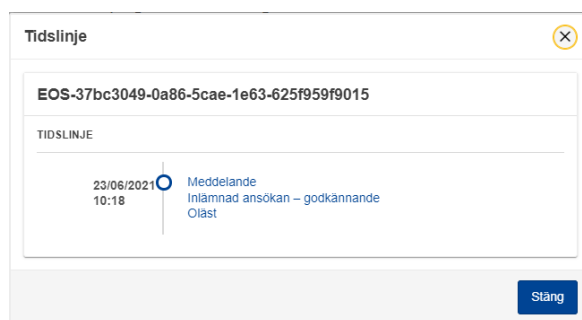 Tidslinje
EOS-37bc3049-0a86-5cae-1e63-625f959f9015
TIDSLINJE
23/06/2021
10:18
Meddelande
Inlämnad ansökan – godkännande
Oläst
Stäng